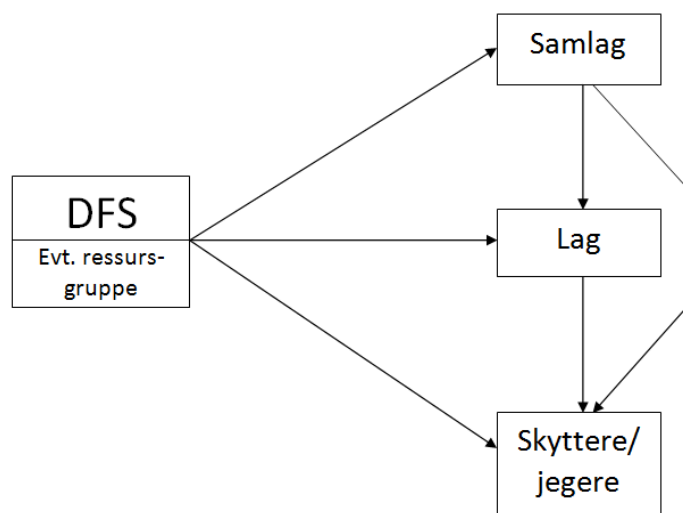 Samlag
DFS
Evt. ressurs-
gruppe
Lag
Skyttere/
jegere